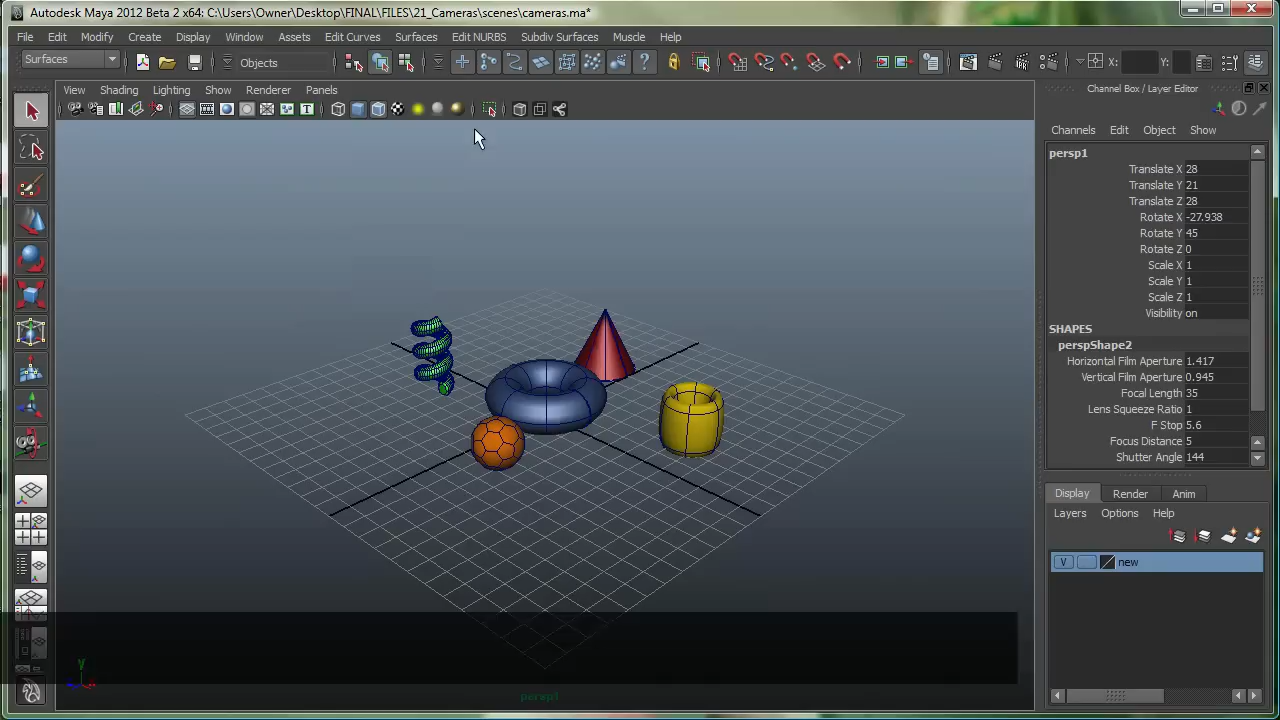 Autodesk Maya 2012 Beta 2 x64: C:\Users\Owner\Desktop\FINAL\FILES\21_Cameras\scenes\cameras.ma*
File Edit Modify Create Display Window Assets Edit Curves Surfaces Edit NURBS Subdiv Surfaces Muscle Help
Surfaces Objects X: Y:
View Shading Lighting Show Renderer Panels
Channel Box / Layer Editor
Channels Edit Object Show
persp1
Translate X 28
Translate Y 21
Translate Z 28
Rotate X -27.938
Rotate Y 45
Rotate Z 0
Scale X 1
Scale Y 1
Scale Z 1
Visibility on
SHAPES
perspShape2
Horizontal Film Aperture 1.417
Vertical Film Aperture 0.945
Focal Length 35
Lens Squeeze Ratio 1
F Stop 5.6
Focus Distance 5
Shutter Angle 144
Display Render Anim
Layers Options Help
V new
y
persp1